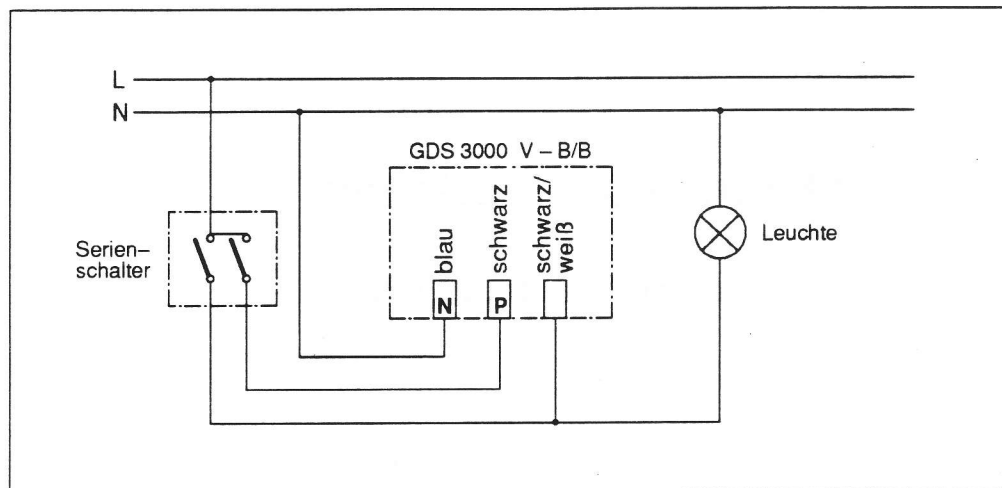 L
N
GDS 3000 V – B/B
blau
schwarz
schwarz/
weiß
N
P
Serien–
schalter
Leuchte